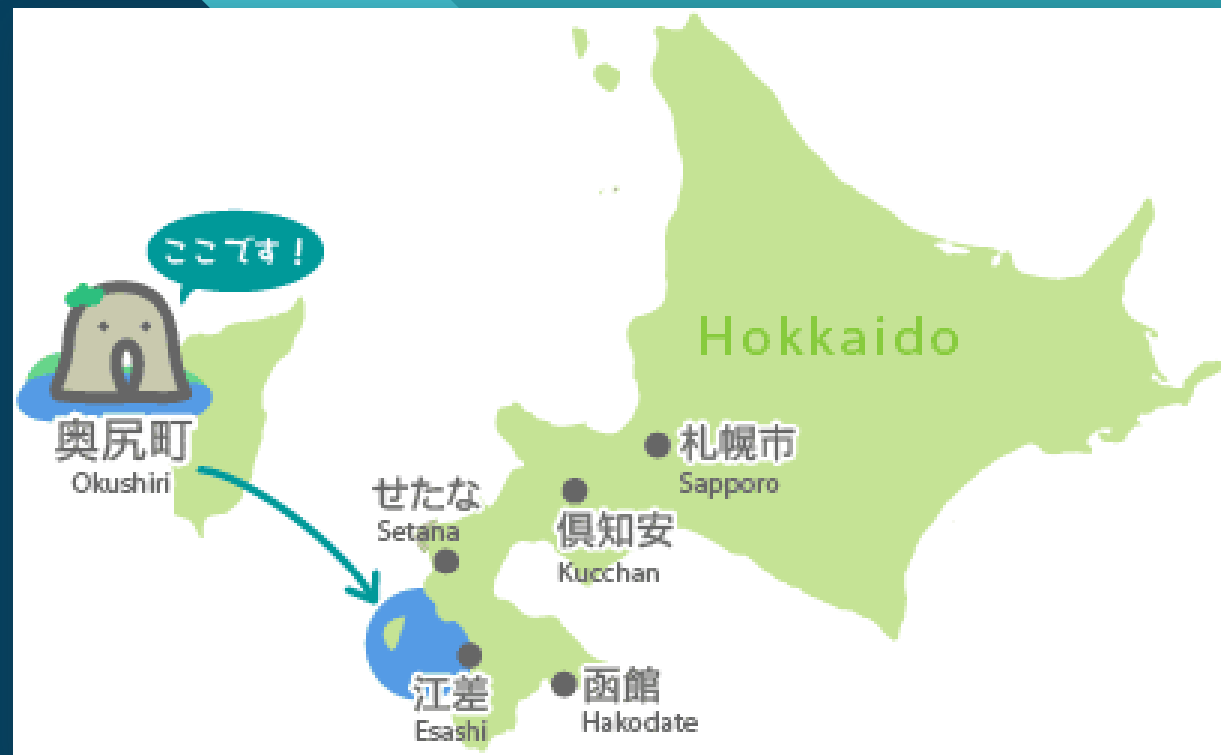 ここです！
Hokkaido
奥尻町
Okushiri
札幌市
Sapporo
せたな
Setana
倶知安
Kucchan
江差
Esashi
函館
Hakodate